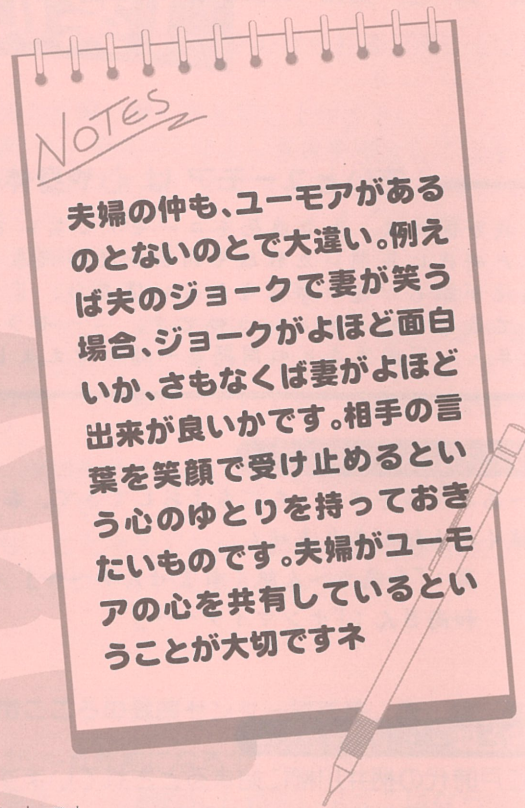 NOTES
夫婦の仲も、ユーモアがある
のとないのとで大違い。例え
ば夫のジョークで妻が笑う
場合、ジョークがよほど面白
いか、さもなくば妻がよほど
出来が良いかです。相手の言
葉を笑顔で受け止めるとい
う心のゆとりを持っておき
たいものです。夫婦がユーモ
アの心を共有しているとい
うことが大切ですネ